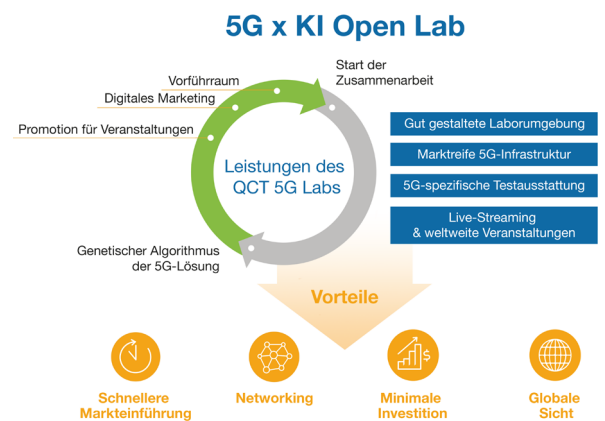 5G x KI Open Lab
Start der
Zusammenarbeit
Vorführraum
Digitales Marketing
Promotion für Veranstaltungen
Leistungen des
QCT 5G Labs
Genetischer Algorithmus
der 5G-Lösung
Gut gestaltete Laborumgebung
Marktreife 5G-Infrastruktur
5G-spezifische Testausstattung
Live-Streaming
& weltweite Veranstaltungen
Vorteile
$
Schnellere
Markteinführung
Networking
Minimale
Investition
Globale
Sicht